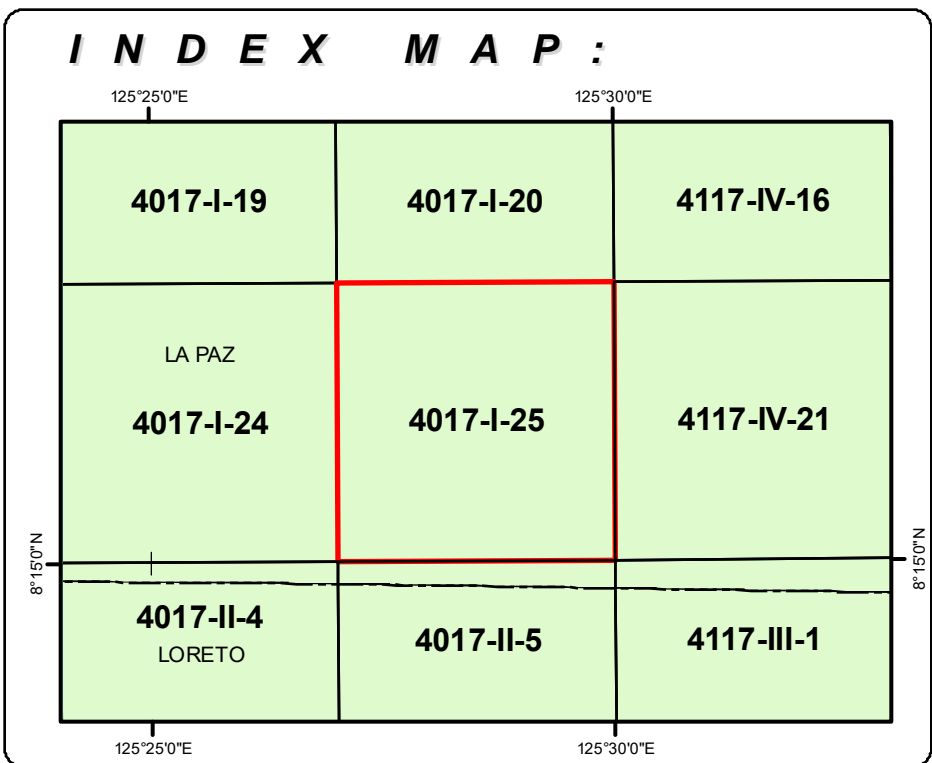 INDEX MAP:
125°25'0"E 125°30'0"E
4017-I-19 4017-I-20 4117-IV-16
LA PAZ
4017-I-24 4017-I-25 4117-IV-21
8°15'0"N 8°15'0"N
4017-II-4 4017-II-5 4117-III-1
LORETO
125°25'0"E 125°30'0"E